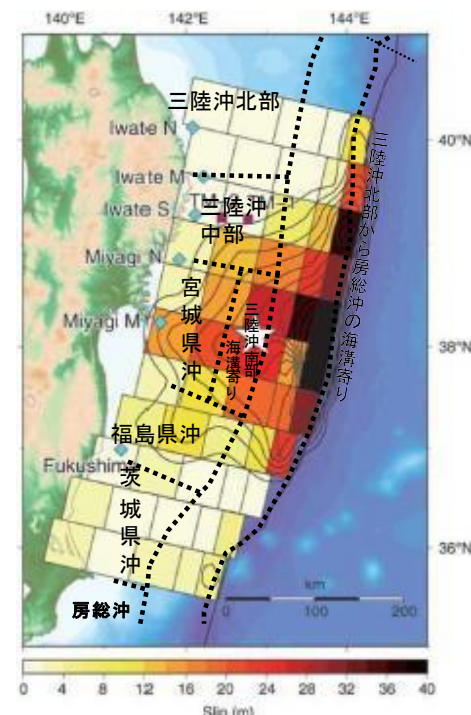 140°E
142°E
144°E
三陸沖北部
Iwate N
40°N
Iwate M
Iwate S
三陸沖
中部
三陸沖北部から房総沖の海溝寄り
Miyagi N
宮城県沖
三陸沖南部
海溝寄り
Miyagi M
38°N
福島県沖
Fukushima
茨城県沖
36°N
房総沖
km
0 100 200
0 4 8 12 16 20 24 28 32 36 40
Slip (m)